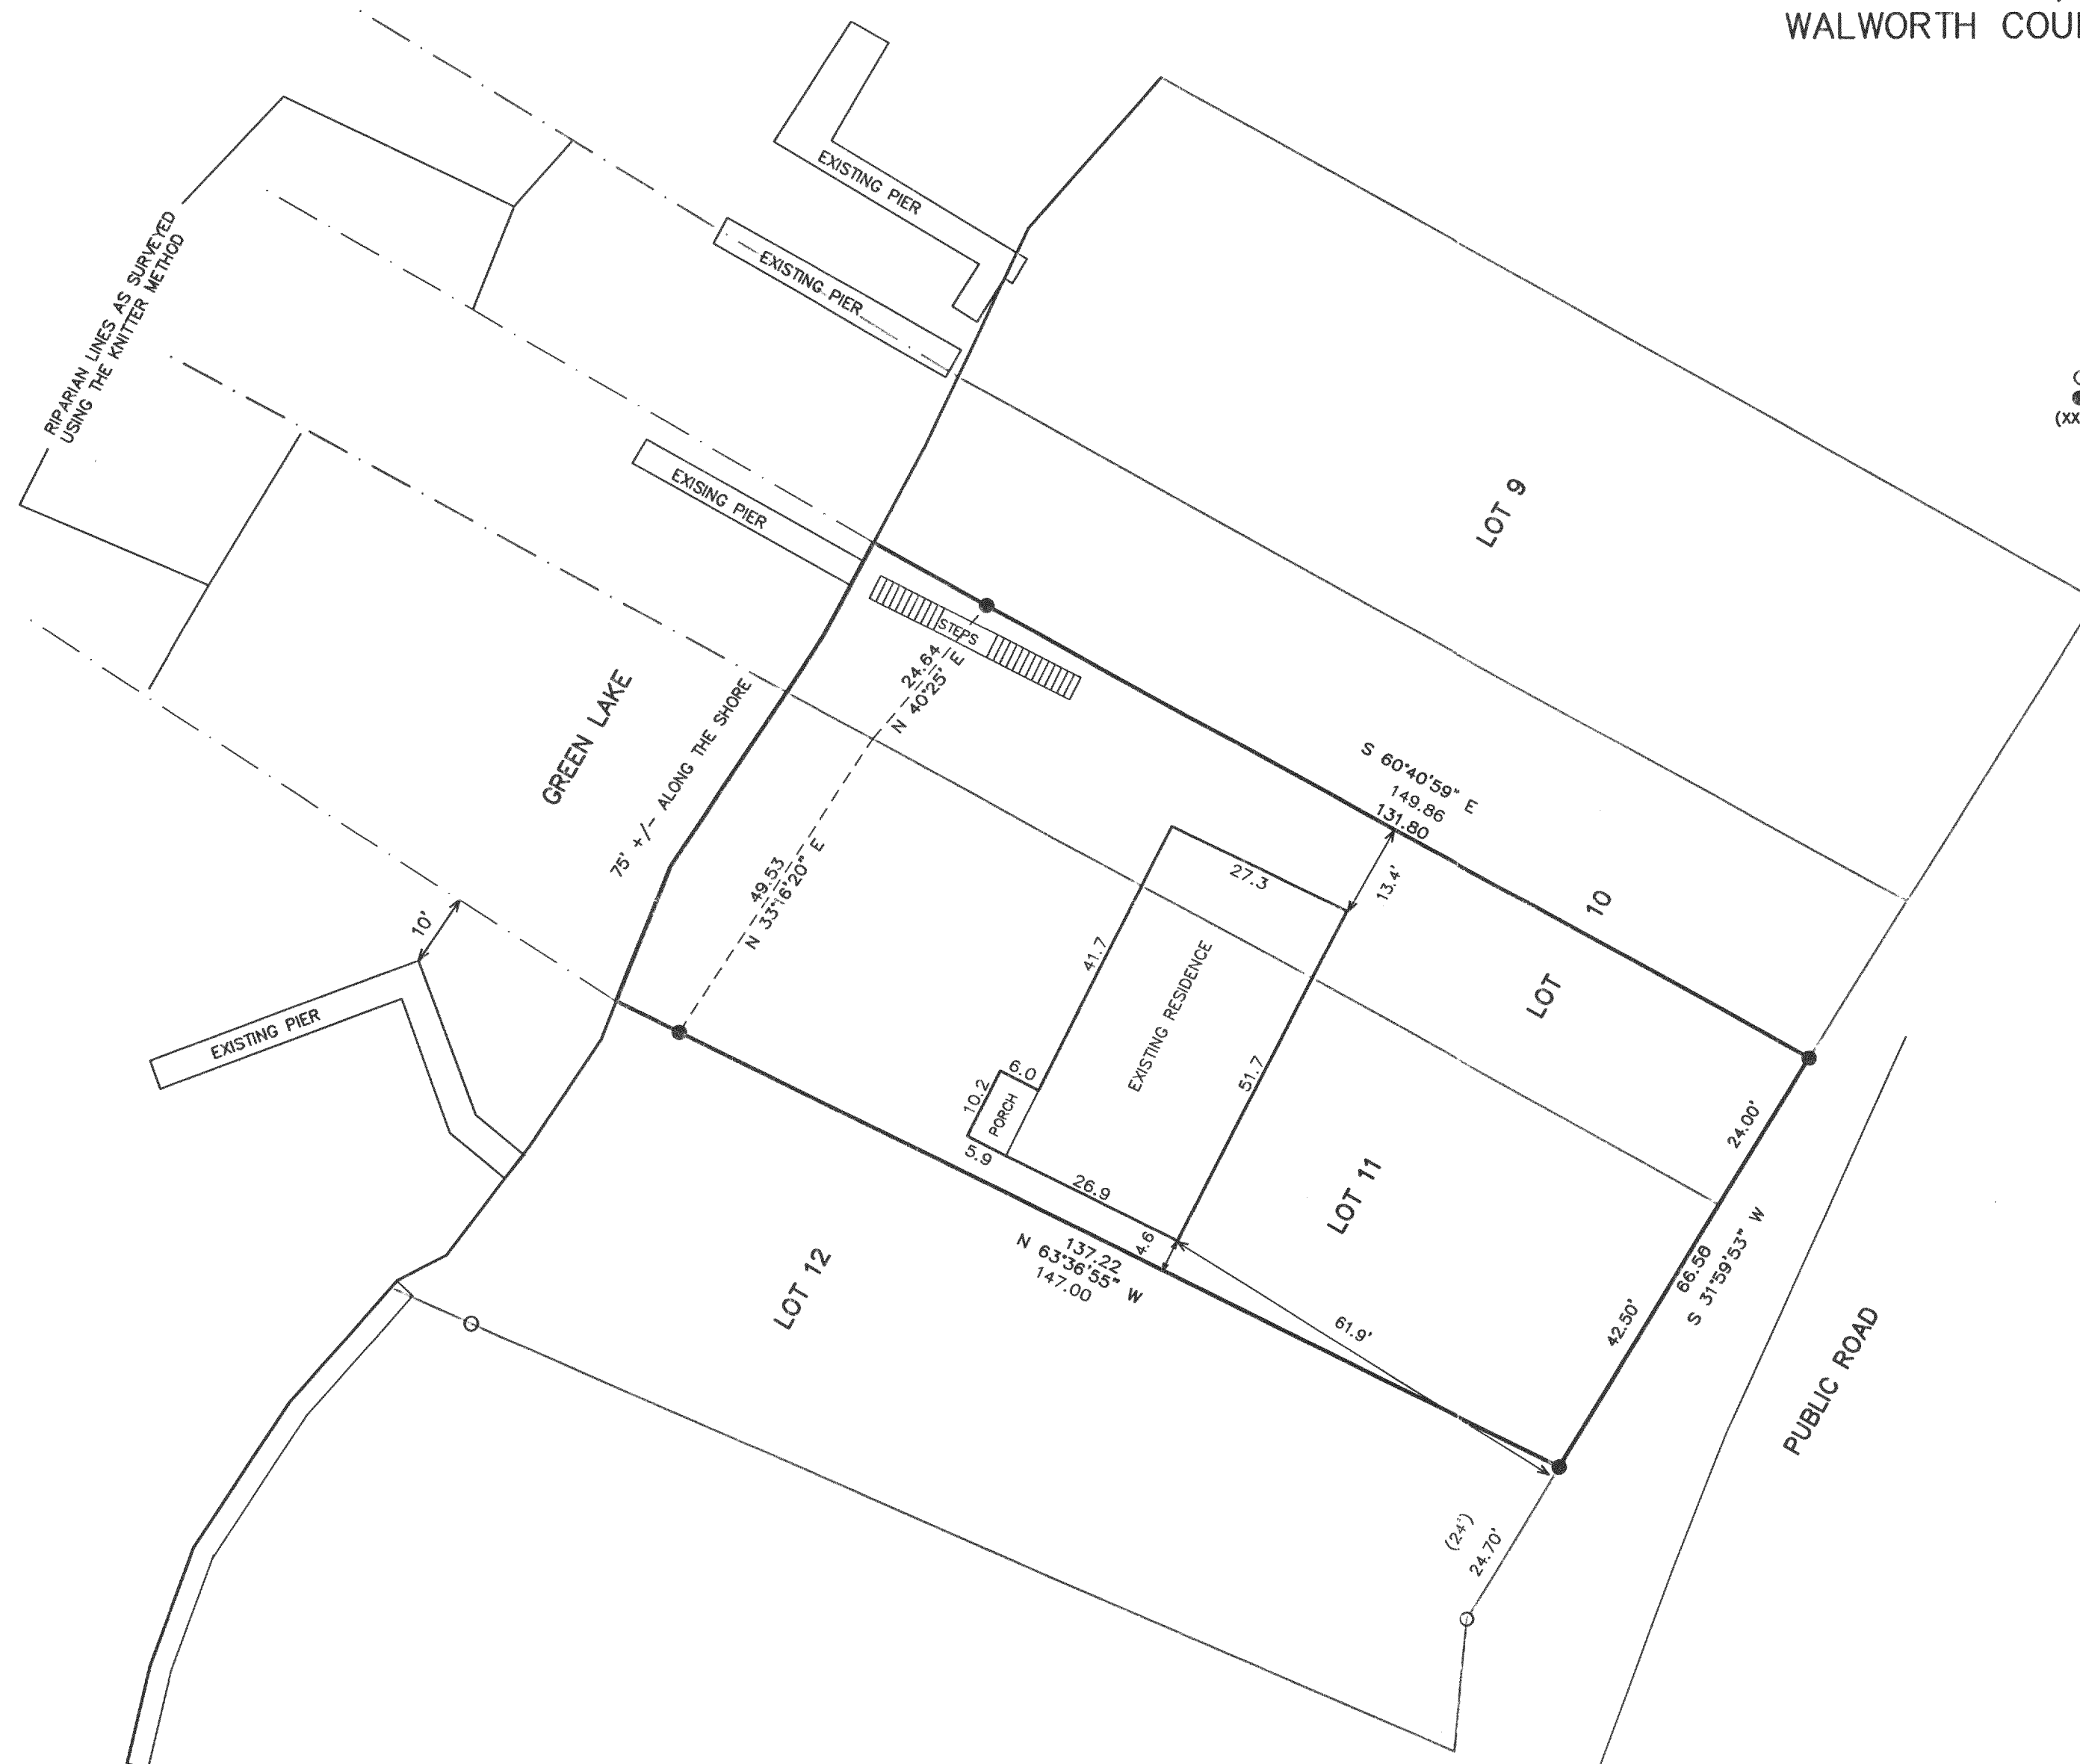 WALWORTH COU
EXISTING PIER
EXISTING PIER
RIPARIAN LINES AS SURVEYED
USING THE KNITTER METHOD
(XX
EXISING PIER
LOT 9
STEPS
24.64
N 40°25' E
GREEN LAKE
75' +/- ALONG THE SHORE
S 60°40'59" E
149.86
131.80
49.53
N 33°16'20" E
27.3
13.4'
10'
LOT 10
41.7
EXISTING RESIDENCE
EXISTING PIER
51.7
6.0
10.2
PORCH
5.9
26.9
24.00'
LOT 11
4.6
137.22
N 63°36'55" W
147.00
66.50
S 31°59'53" W
42.50'
LOT 12
61.9'
PUBLIC ROAD
(24')
24.70'